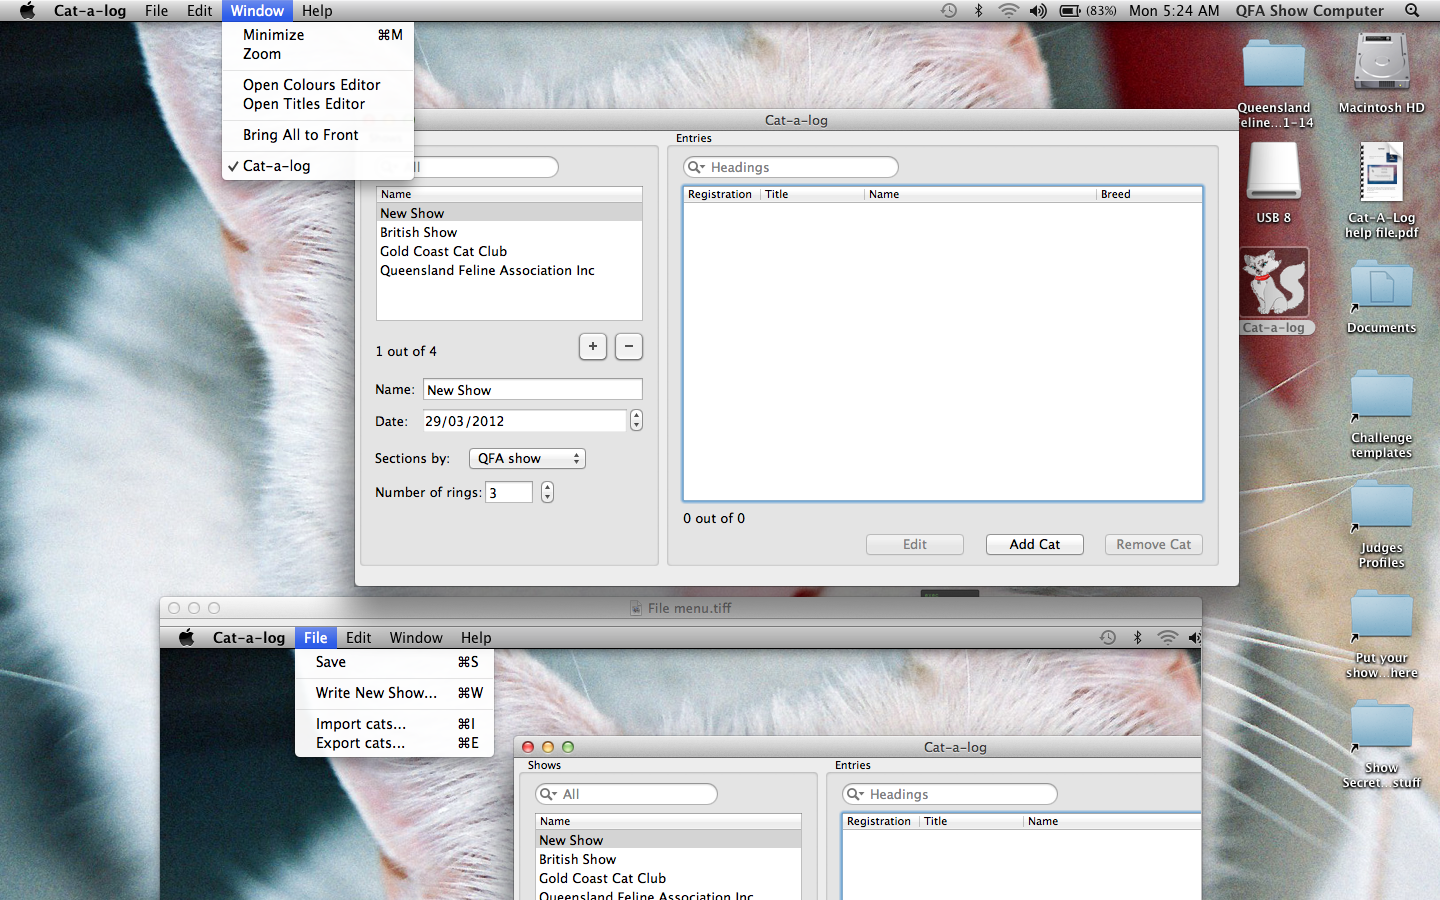 Cat-a-log File Edit Window Help (83%) Mon 5:24 AM QFA Show Computer
Minimize ⌘M
Zoom
Open Colours Editor
Open Titles Editor
Bring All to Front
✓ Cat-a-log
Cat-a-log
Entries
Headings
Name
New Show
British Show
Gold Coast Cat Club
Queensland Feline Association Inc
1 out of 4
+ −
Name: New Show
Date: 29/03/2012
Sections by: QFA show
Number of rings: 3
Registration Title Name Breed
0 out of 0
Edit Add Cat Remove Cat
Queensland
Feline...1-14
Macintosh HD
USB 8
Cat-A-Log
help file.pdf
Cat-a-log
Documents
Challenge
templates
Judges
Profiles
Put your
show...here
Show
Secret...stuff
File menu.tiff
Cat-a-log File Edit Window Help
Save ⌘S
Write New Show... ⌘W
Import cats... ⌘I
Export cats... ⌘E
Cat-a-log
Shows
Entries
All
Headings
Name
New Show
British Show
Gold Coast Cat Club
Queensland Feline Association Inc
Registration Title Name